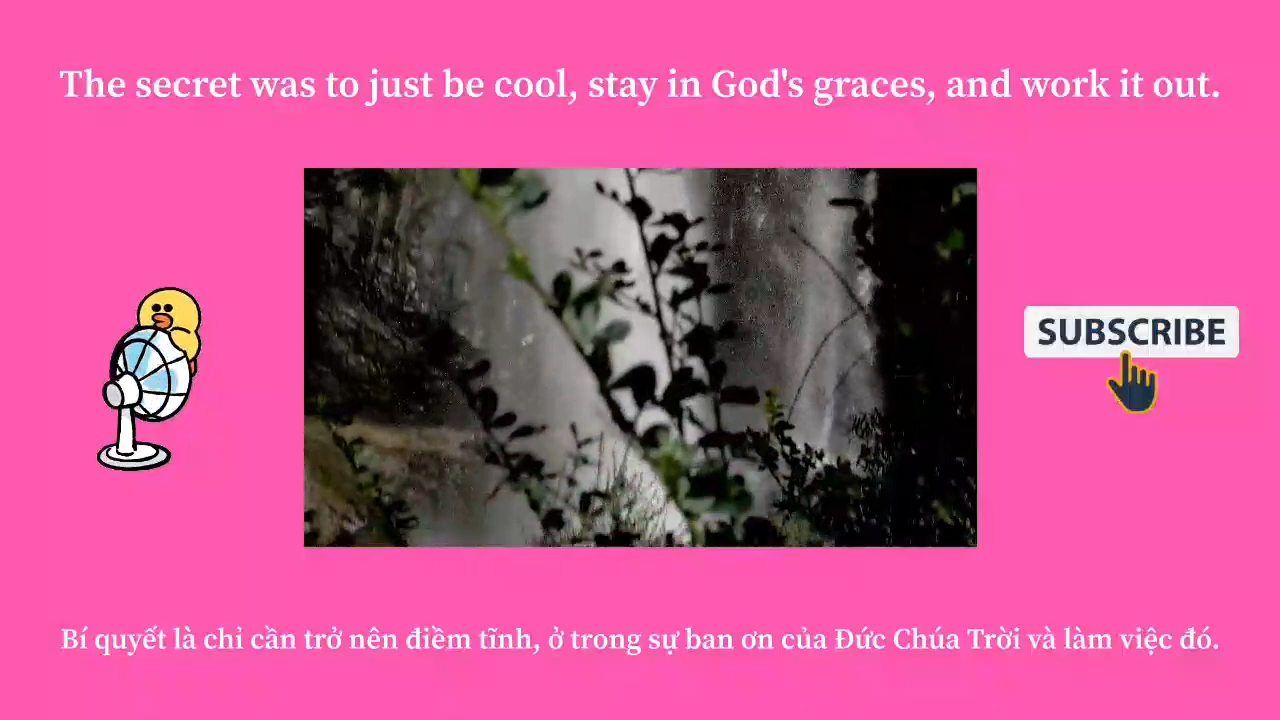 The secret was to just be cool, stay in God's graces, and work it out.
SUBSCRIBE
Bí quyết là chỉ cần trở nên điềm tĩnh, ở trong sự ban ơn của Đức Chúa Trời và làm việc đó.